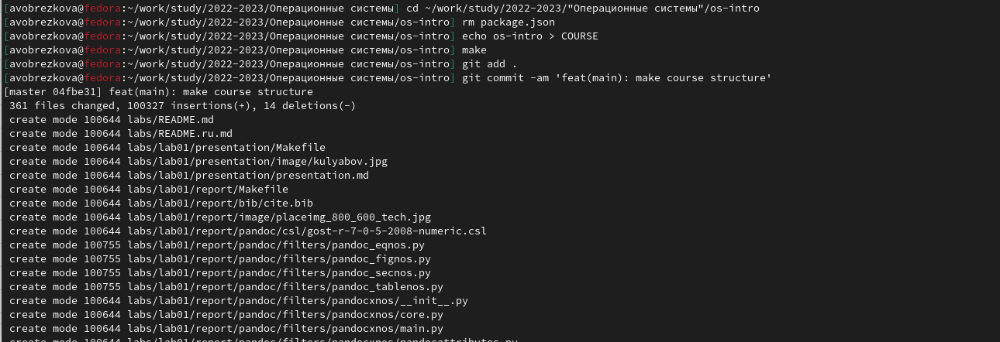 [avobrezkova@fedora:~/work/study/2022-2023/Операционные системы] cd ~/work/study/2022-2023/"Операционные системы"/os-intro
[avobrezkova@fedora:~/work/study/2022-2023/Операционные системы/os-intro] rm package.json
[avobrezkova@fedora:~/work/study/2022-2023/Операционные системы/os-intro] echo os-intro > COURSE
[avobrezkova@fedora:~/work/study/2022-2023/Операционные системы/os-intro] make
[avobrezkova@fedora:~/work/study/2022-2023/Операционные системы/os-intro] git add .
[avobrezkova@fedora:~/work/study/2022-2023/Операционные системы/os-intro] git commit -am 'feat(main): make course structure'
[master 04fbe31] feat(main): make course structure
361 files changed, 100327 insertions(+), 14 deletions(-)
create mode 100644 labs/README.md
create mode 100644 labs/README.ru.md
create mode 100644 labs/lab01/presentation/Makefile
create mode 100644 labs/lab01/presentation/image/kulyabov.jpg
create mode 100644 labs/lab01/presentation/presentation.md
create mode 100644 labs/lab01/report/Makefile
create mode 100644 labs/lab01/report/bib/cite.bib
create mode 100644 labs/lab01/report/image/placeimg_800_600_tech.jpg
create mode 100644 labs/lab01/report/pandoc/csl/gost-r-7-0-5-2008-numeric.csl
create mode 100755 labs/lab01/report/pandoc/filters/pandoc_eqnos.py
create mode 100755 labs/lab01/report/pandoc/filters/pandoc_fignos.py
create mode 100755 labs/lab01/report/pandoc/filters/pandoc_secnos.py
create mode 100755 labs/lab01/report/pandoc/filters/pandoc_tablenos.py
create mode 100644 labs/lab01/report/pandoc/filters/pandocxnos/__init__.py
create mode 100644 labs/lab01/report/pandoc/filters/pandocxnos/core.py
create mode 100644 labs/lab01/report/pandoc/filters/pandocxnos/main.py
create mode 100644 labs/lab01/report/pandoc/filters/pandocxnos/pandocattributes.py